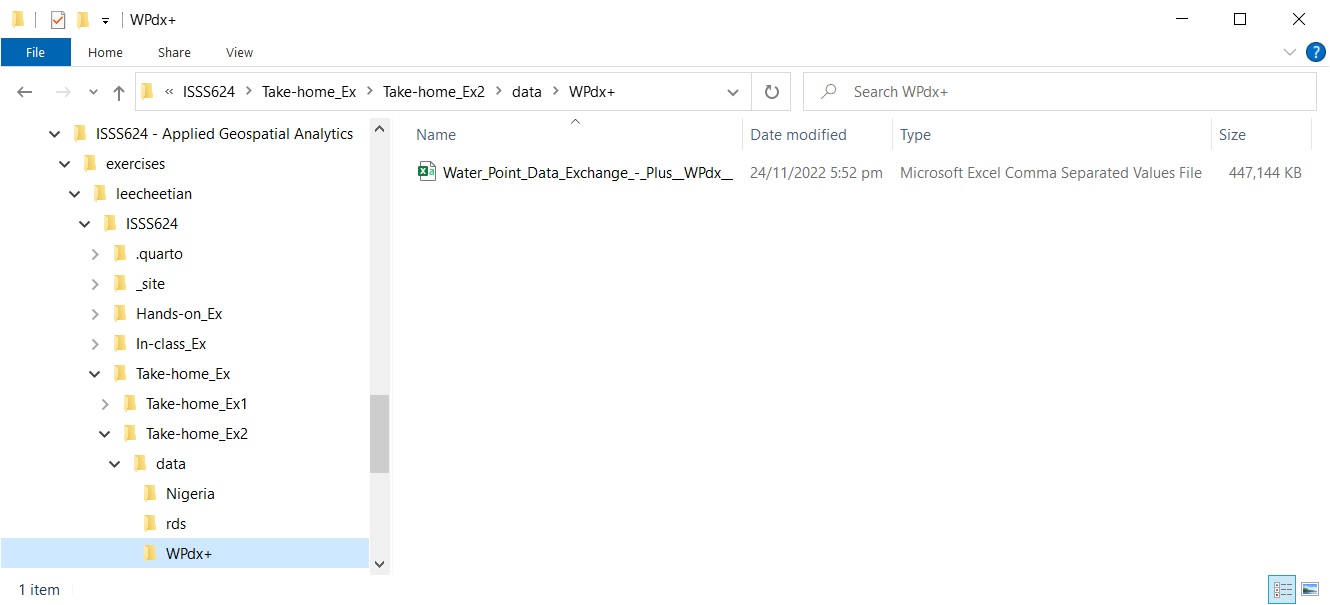 WPdx+
File Home Share View
« ISSS624 > Take-home_Ex > Take-home_Ex2 > data > WPdx+
Search WPdx+
ISSS624 - Applied Geospatial Analytics
exercises
leecheetian
ISSS624
.quarto
_site
Hands-on_Ex
In-class_Ex
Take-home_Ex
Take-home_Ex1
Take-home_Ex2
data
Nigeria
rds
WPdx+
Name Date modified Type Size
Water_Point_Data_Exchange_-_Plus__WPdx__ 24/11/2022 5:52 pm Microsoft Excel Comma Separated Values File 447,144 KB
1 item